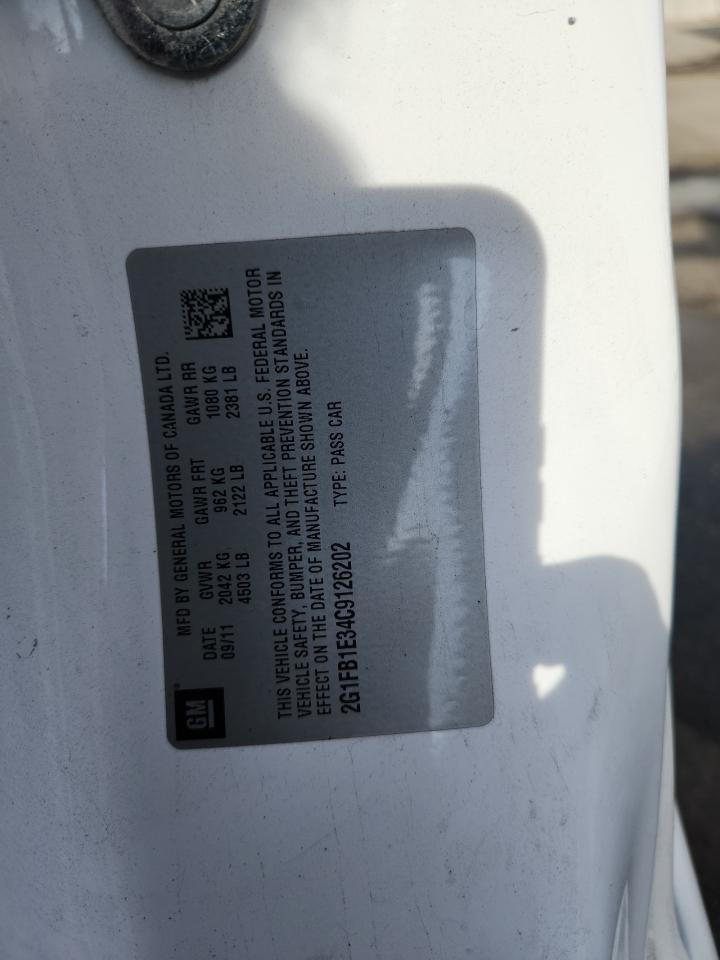 GM®
MFD BY GENERAL MOTORS OF CANADA LTD.
DATE GVWR GAWR FRT GAWR RR
09/11 2042 KG 962 KG 1080 KG
4503 LB 2122 LB 2381 LB
THIS VEHICLE CONFORMS TO ALL APPLICABLE U.S. FEDERAL MOTOR
VEHICLE SAFETY, BUMPER, AND THEFT PREVENTION STANDARDS IN
EFFECT ON THE DATE OF MANUFACTURE SHOWN ABOVE.
2G1FB1E34C9126202 TYPE: PASS CAR